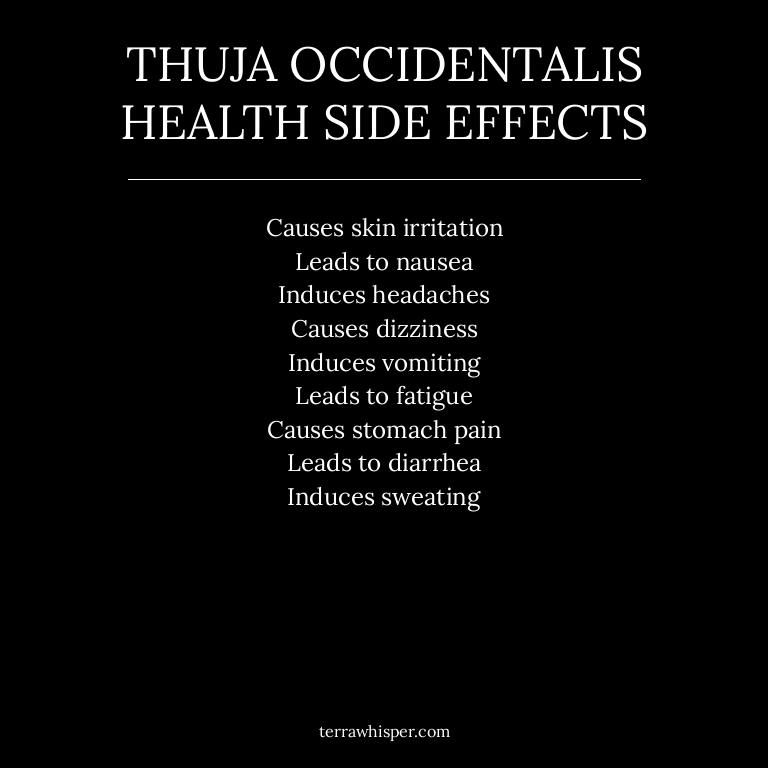 THUJA OCCIDENTALIS
HEALTH SIDE EFFECTS
Causes skin irritation
Leads to nausea
Induces headaches
Causes dizziness
Induces vomiting
Leads to fatigue
Causes stomach pain
Leads to diarrhea
Induces sweating
terrawhisper.com